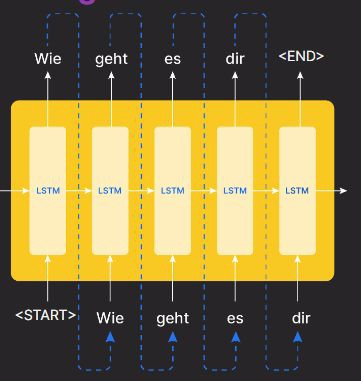 Wie geht es dir <END>
LSTM LSTM LSTM LSTM LSTM
<START> Wie geht es dir